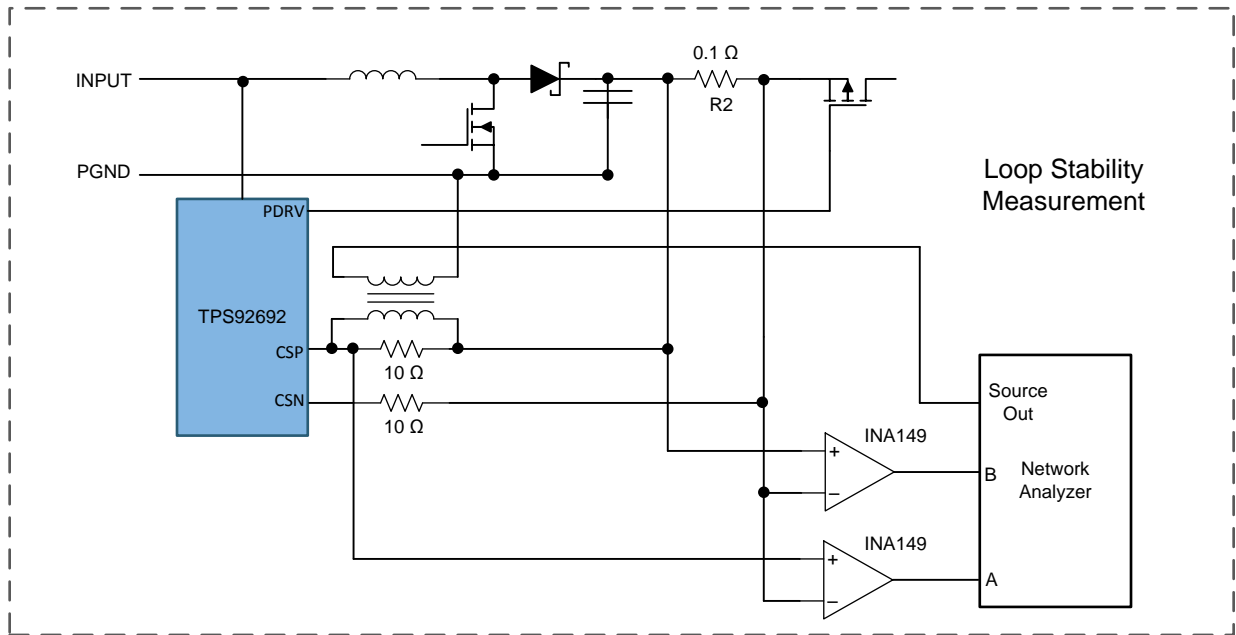 0.1 Ω
INPUT
R2
PGND
Loop Stability
Measurement
PDRV
TPS92692
CSP
10 Ω
CSN
10 Ω
Source
Out
INA149
+
−
B
Network
Analyzer
INA149
+
−
A